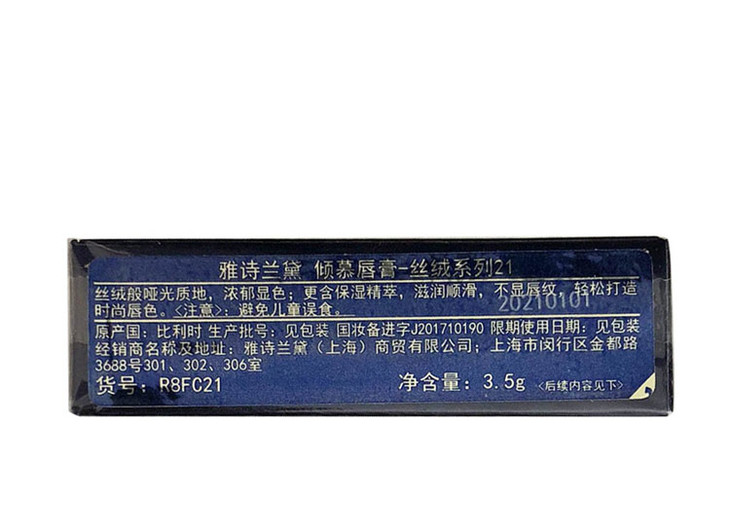 雅诗兰黛 倾慕唇膏-丝绒系列21
丝绒般哑光质地，浓郁显色；更含保湿精萃，滋润顺滑，不显唇纹，轻松打造
时尚唇色。<注意>：避免儿童误食。
20210101
原产国：比利时 生产批号：见包装 国妆备进字J201710190 限期使用日期：见包装
经销商名称及地址：雅诗兰黛（上海）商贸有限公司；上海市闵行区金都路
3688号301、302、306室
货号：R8FC21 净含量：3.5g <后续内容见下>